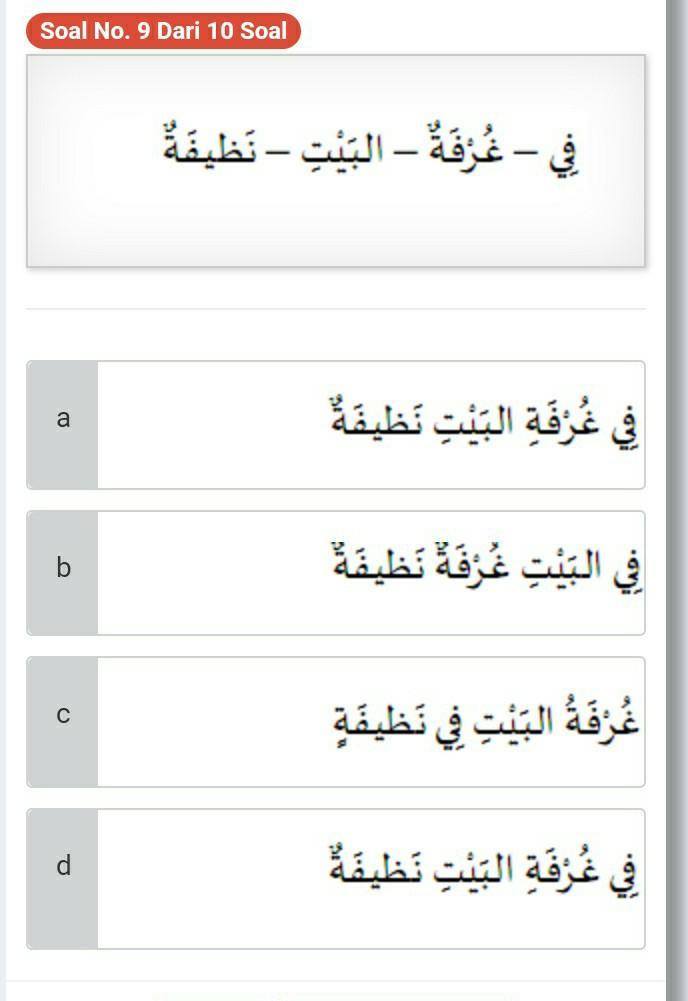 Soal No. 9 Dari 10 Soal
فِي – غُرْفَةٌ – البَيْتِ – نَظيفَةٌ
a
فِي غُرْفَةِ البَيْتِ نَظيفَةٌ
b
فِي البَيْتِ غُرْفَةٌ نَظيفَةٌ
c
غُرْفَةُ البَيْتِ فِي نَظيفَةٍ
d
فِي غُرْفَةِ البَيْتِ نَظيفَةٌ